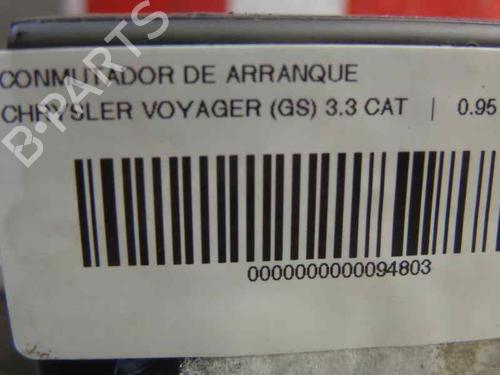 B-PARTS
CONMUTADOR DE ARRANQUE
CHRYSLER VOYAGER (GS) 3.3 CAT | 0.95
0000000000094803